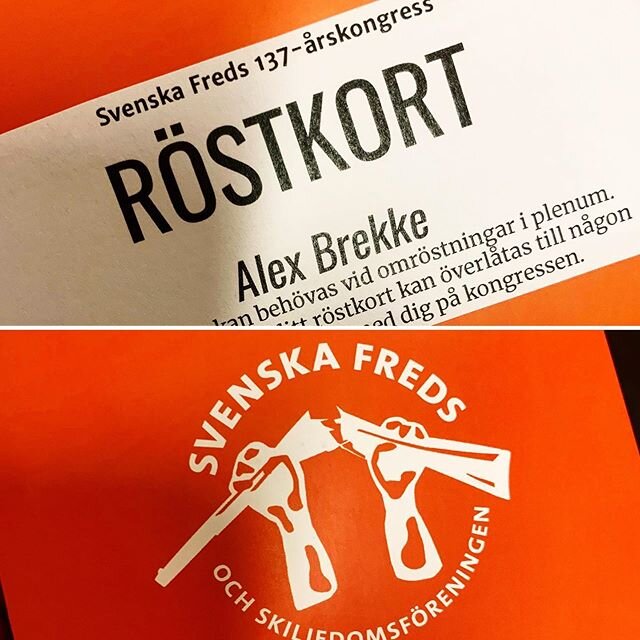 Svenska Freds 137-årskongress
RÖSTKORT
Alex Brekke
kan behövas vid omröstningar i plenum.
röstkort kan överlåtas till någon
dig på kongressen.
SVENSKA FREDS
OCH SKILJEDOMSFÖRENINGEN